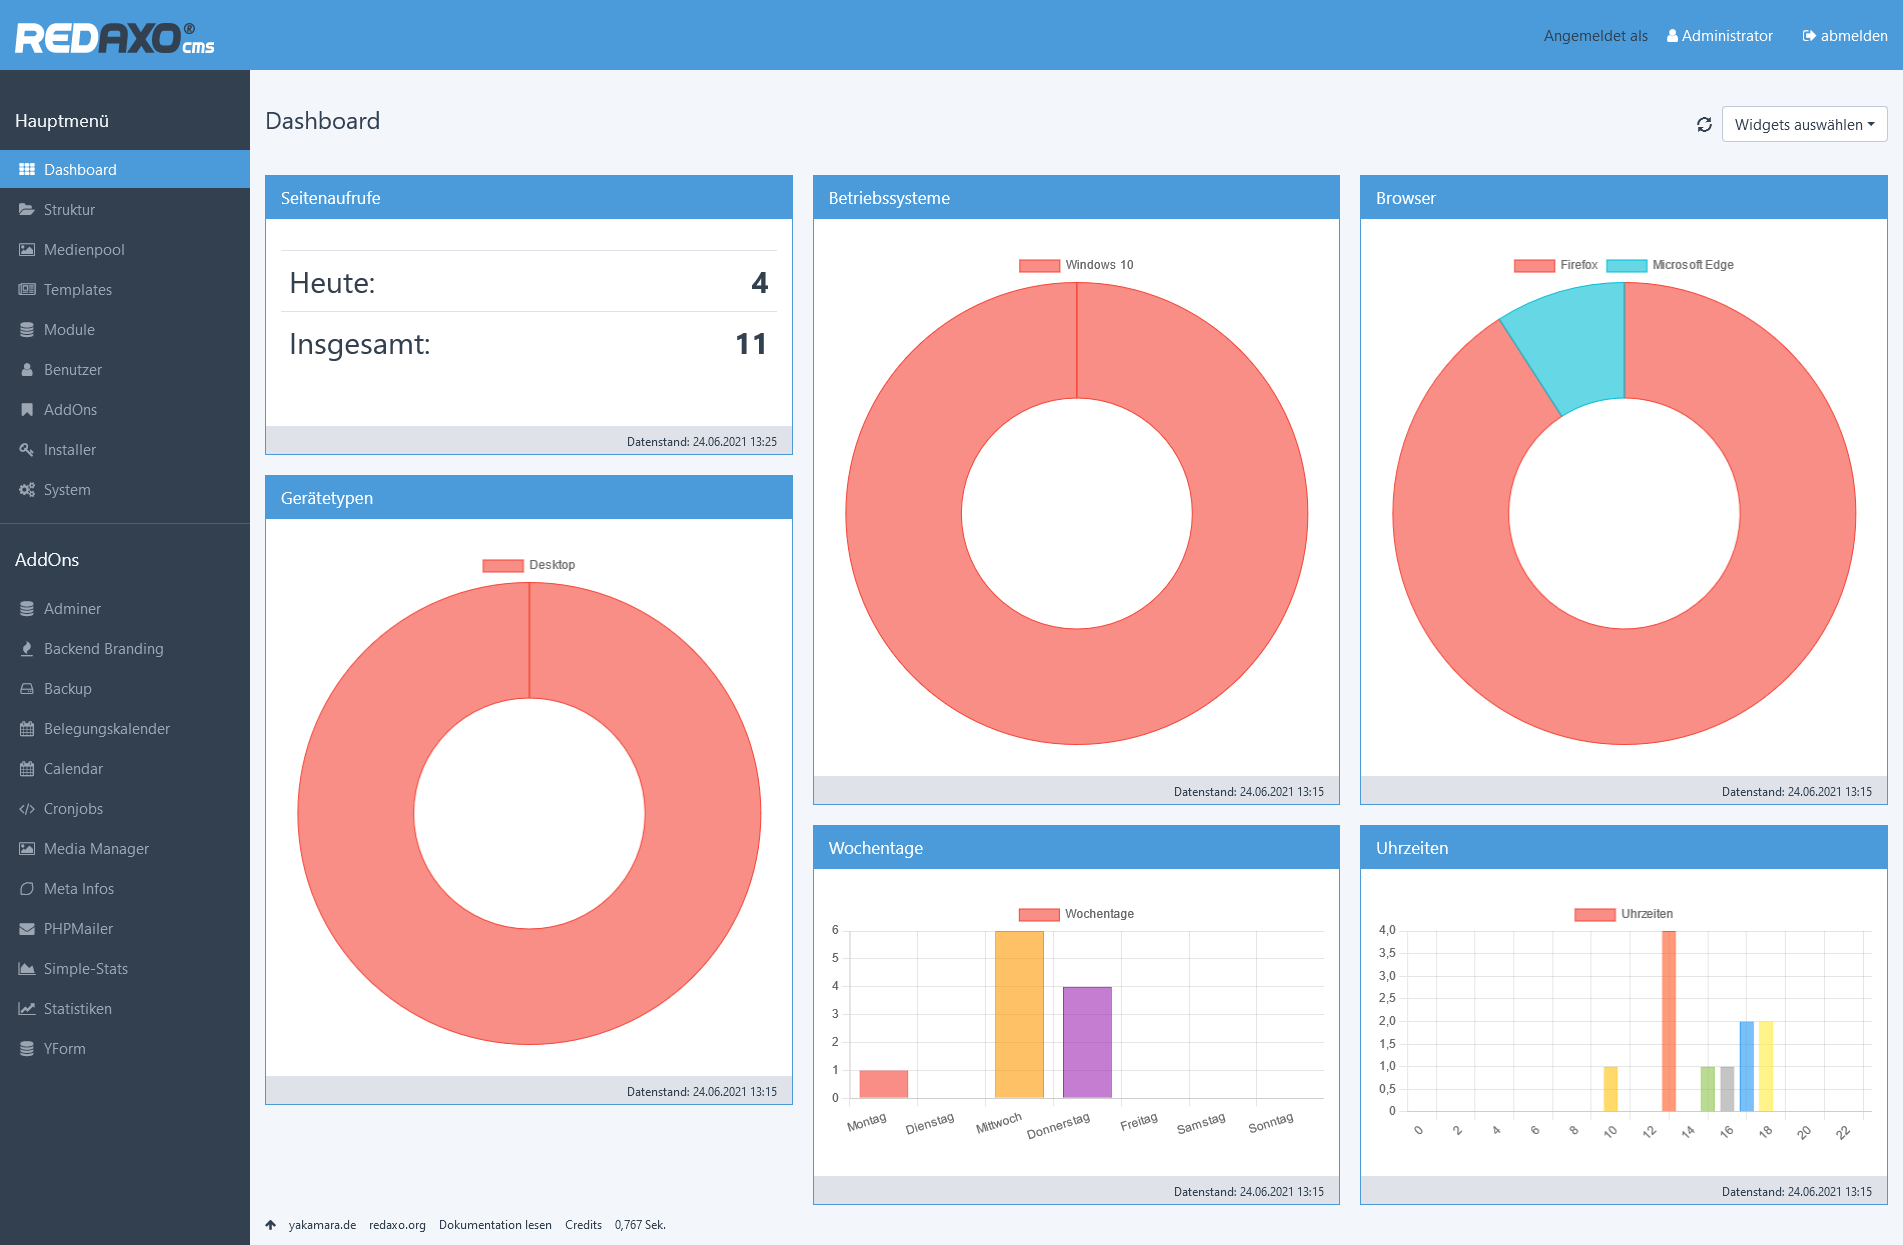 REDAXO® cms
Angemeldet als Administrator abmelden
Hauptmenü
Dashboard
Struktur
Medienpool
Templates
Module
Benutzer
AddOns
Installer
System
AddOns
Adminer
Backend Branding
Backup
Belegungskalender
Calendar
Cronjobs
Media Manager
Meta Infos
PHPMailer
Simple-Stats
Statistiken
YForm
Dashboard
Widgets auswählen
Seitenaufrufe
Heute: 4
Insgesamt: 11
Datenstand: 24.06.2021 13:25
Gerätetypen
Desktop
Datenstand: 24.06.2021 13:15
Betriebssysteme
Windows 10
Datenstand: 24.06.2021 13:15
Browser
Firefox Microsoft Edge
Datenstand: 24.06.2021 13:15
Wochentage
Wochentage
6
5
4
3
2
1
0
Montag Dienstag Mittwoch Donnerstag Freitag Samstag Sonntag
Datenstand: 24.06.2021 13:15
Uhrzeiten
Uhrzeiten
4,0
3,5
3,0
2,5
2,0
1,5
1,0
0,5
0
0 2 4 6 8 10 12 14 16 18 20 22
Datenstand: 24.06.2021 13:15
yakamara.de redaxo.org Dokumentation lesen Credits 0,767 Sek.